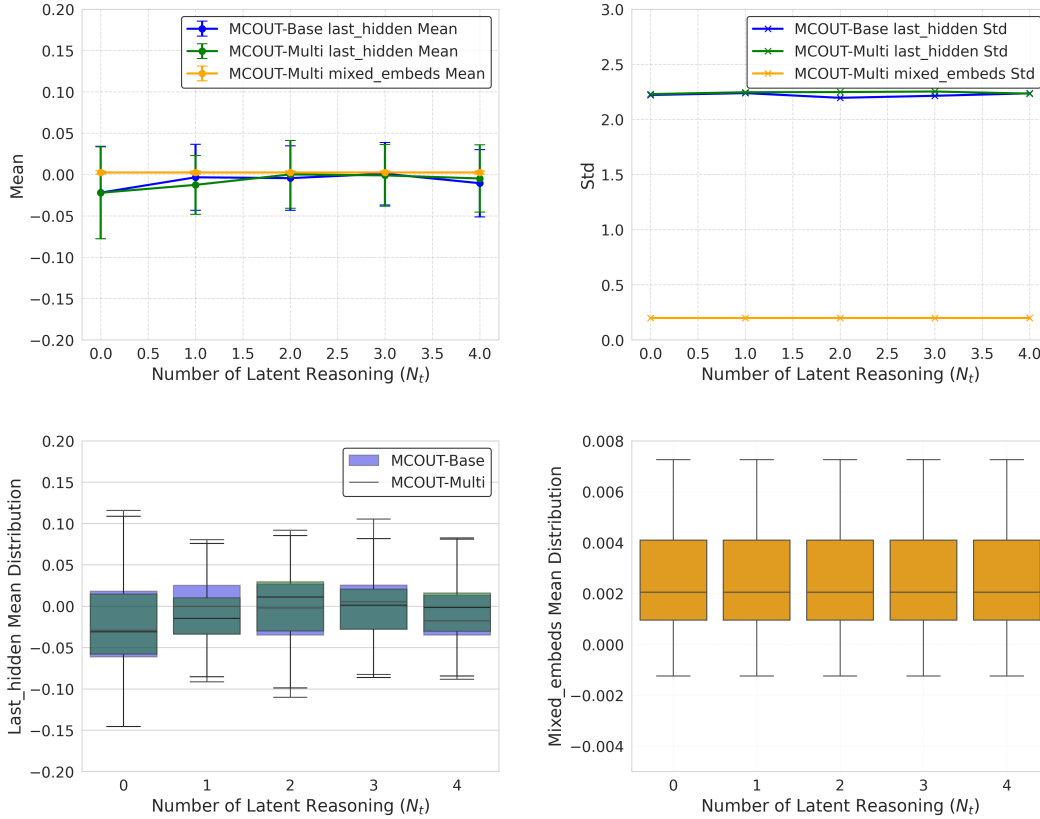 0.20
0.15
0.10
0.05
0.00
−0.05
−0.10
−0.15
−0.20
Mean
MCOUT-Base last_hidden Mean
MCOUT-Multi last_hidden Mean
MCOUT-Multi mixed_embeds Mean
0.0 0.5 1.0 1.5 2.0 2.5 3.0 3.5 4.0
Number of Latent Reasoning (N_t)
3.0
2.5
2.0
1.5
1.0
0.5
0.0
Std
MCOUT-Base last_hidden Std
MCOUT-Multi last_hidden Std
MCOUT-Multi mixed_embeds Std
0.0 0.5 1.0 1.5 2.0 2.5 3.0 3.5 4.0
Number of Latent Reasoning (N_t)
0.20
0.15
0.10
0.05
0.00
−0.05
−0.10
−0.15
−0.20
Last_hidden Mean Distribution
MCOUT-Base
MCOUT-Multi
0 1 2 3 4
Number of Latent Reasoning (N_t)
0.008
0.006
0.004
0.002
0.000
−0.002
−0.004
Mixed_embeds Mean Distribution
0 1 2 3 4
Number of Latent Reasoning (N_t)